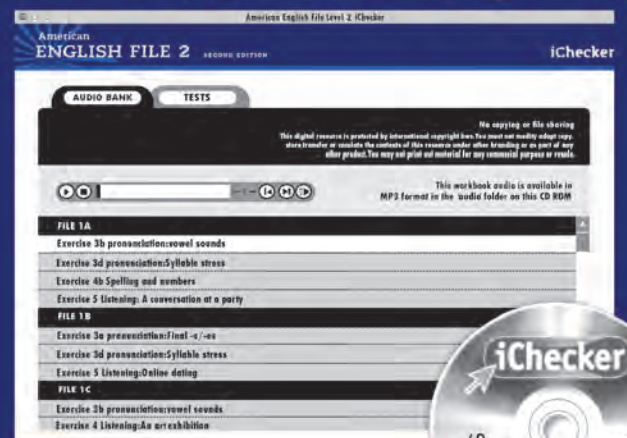 American English File Level 2 iChecker
American
ENGLISH FILE 2 SECOND EDITION
iChecker
AUDIO BANK
TESTS
No copying or file sharing
This digital resource is protected by international copyright laws. You must not modify adapt copy.
store transfer or circulate the contents of this resource under other branding or as part of any
other product. You may not print out material for any commercial purpose or resale.
This workbook audio is available in
MP3 format in the audio folder on this CD ROM
FILE 1A
Exercise 3b pronunciation:vowel sounds
Exercise 3d pronunciation:Syllable stress
Exercise 4b Spelling and numbers
Exercise 5 Listening: A conversation at a party
FILE 1B
Exercise 3a pronunciation:Final -s/-es
Exercise 3d pronunciation:Syllable stress
Exercise 5 Listening:Online dating
FILE 1C
Exercise 3b pronunciation:vowel sounds
Exercise 4 Listening:An art exhibition
iChecker